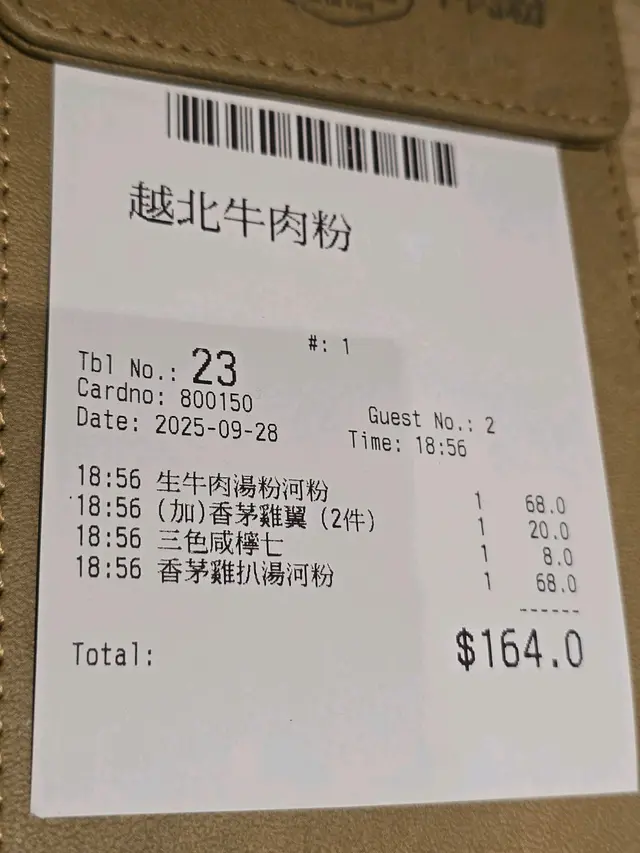 越北牛肉粉
#: 1
Tbl No.: 23
Cardno: 800150
Guest No.: 2
Date: 2025-09-28
Time: 18:56
18:56 生牛肉湯粉河粉 1 68.0
18:56 (加)香茅雞翼 (2件) 1 20.0
18:56 三色咸檸七 1 8.0
18:56 香茅雞扒湯河粉 1 68.0
------
Total: $164.0